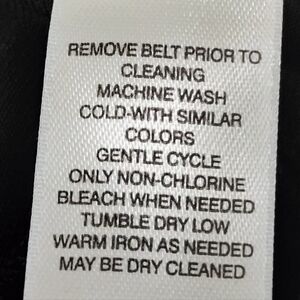 REMOVE BELT PRIOR TO
CLEANING
MACHINE WASH
COLD-WITH SIMILAR
COLORS
GENTLE CYCLE
ONLY NON-CHLORINE
BLEACH WHEN NEEDED
TUMBLE DRY LOW
WARM IRON AS NEEDED
MAY BE DRY CLEANED